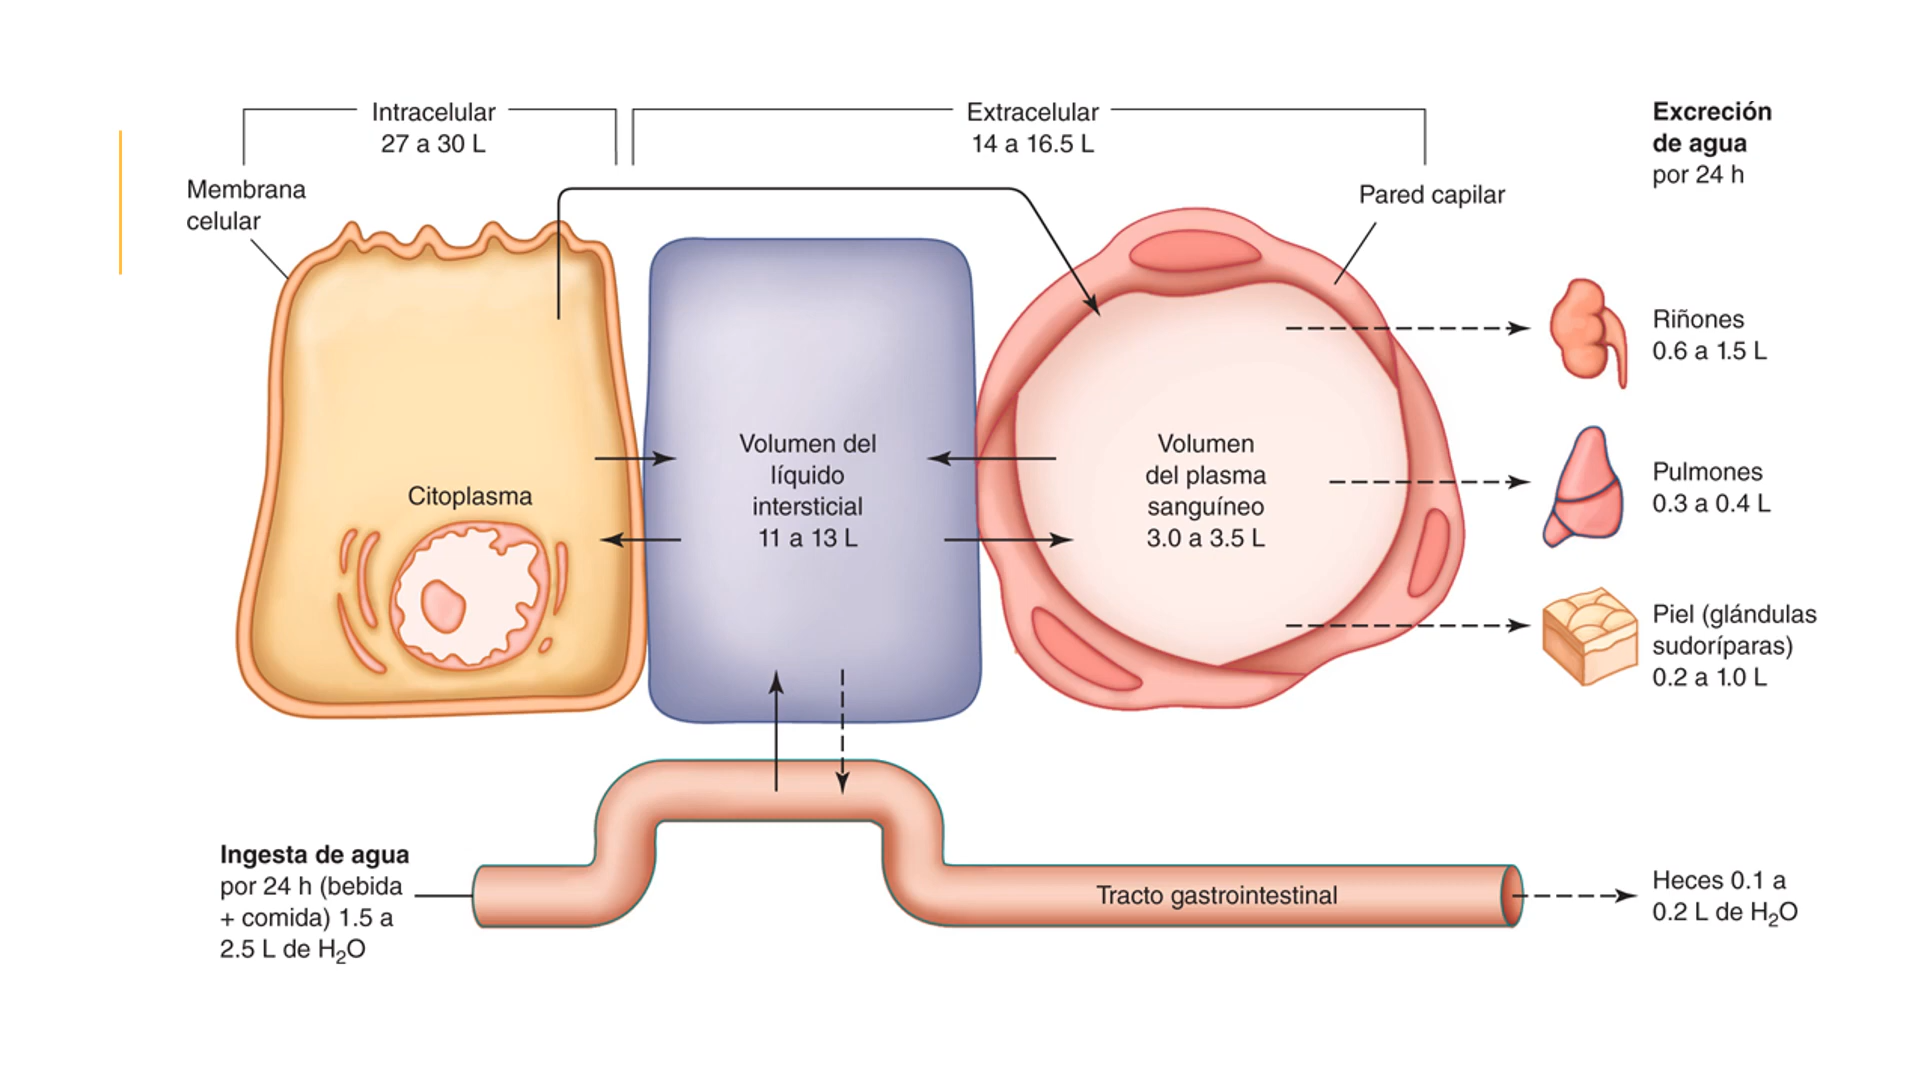 Intracelular
27 a 30 L
Extracelular
14 a 16.5 L
Excreción
de agua
por 24 h
Membrana
celular
Pared capilar
Riñones
0.6 a 1.5 L
Volumen del
líquido
intersticial
11 a 13 L
Volumen
del plasma
sanguíneo
3.0 a 3.5 L
Pulmones
0.3 a 0.4 L
Citoplasma
Piel (glándulas
sudoríparas)
0.2 a 1.0 L
Ingesta de agua
por 24 h (bebida
+ comida) 1.5 a
2.5 L de H₂O
Tracto gastrointestinal
Heces 0.1 a
0.2 L de H₂O